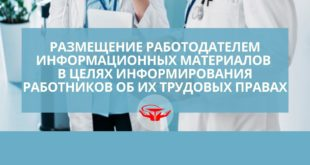 РАЗМЕЩЕНИЕ РАБОТОДАТЕЛЕМ
ИНФОРМАЦИОННЫХ МАТЕРИАЛОВ
В ЦЕЛЯХ ИНФОРМИРОВАНИЯ
РАБОТНИКОВ ОБ ИХ ТРУДОВЫХ ПРАВАХ